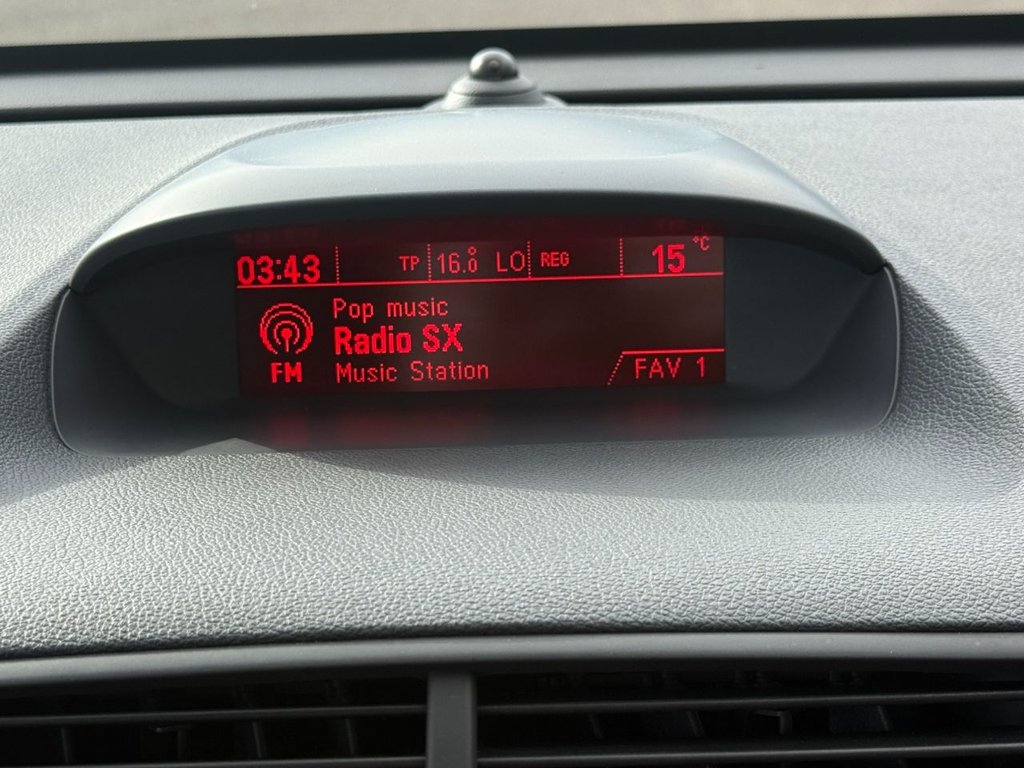 03:43 TP 16.0° LO REG 15 °C
Pop music
Radio SX
FM Music Station FAV 1